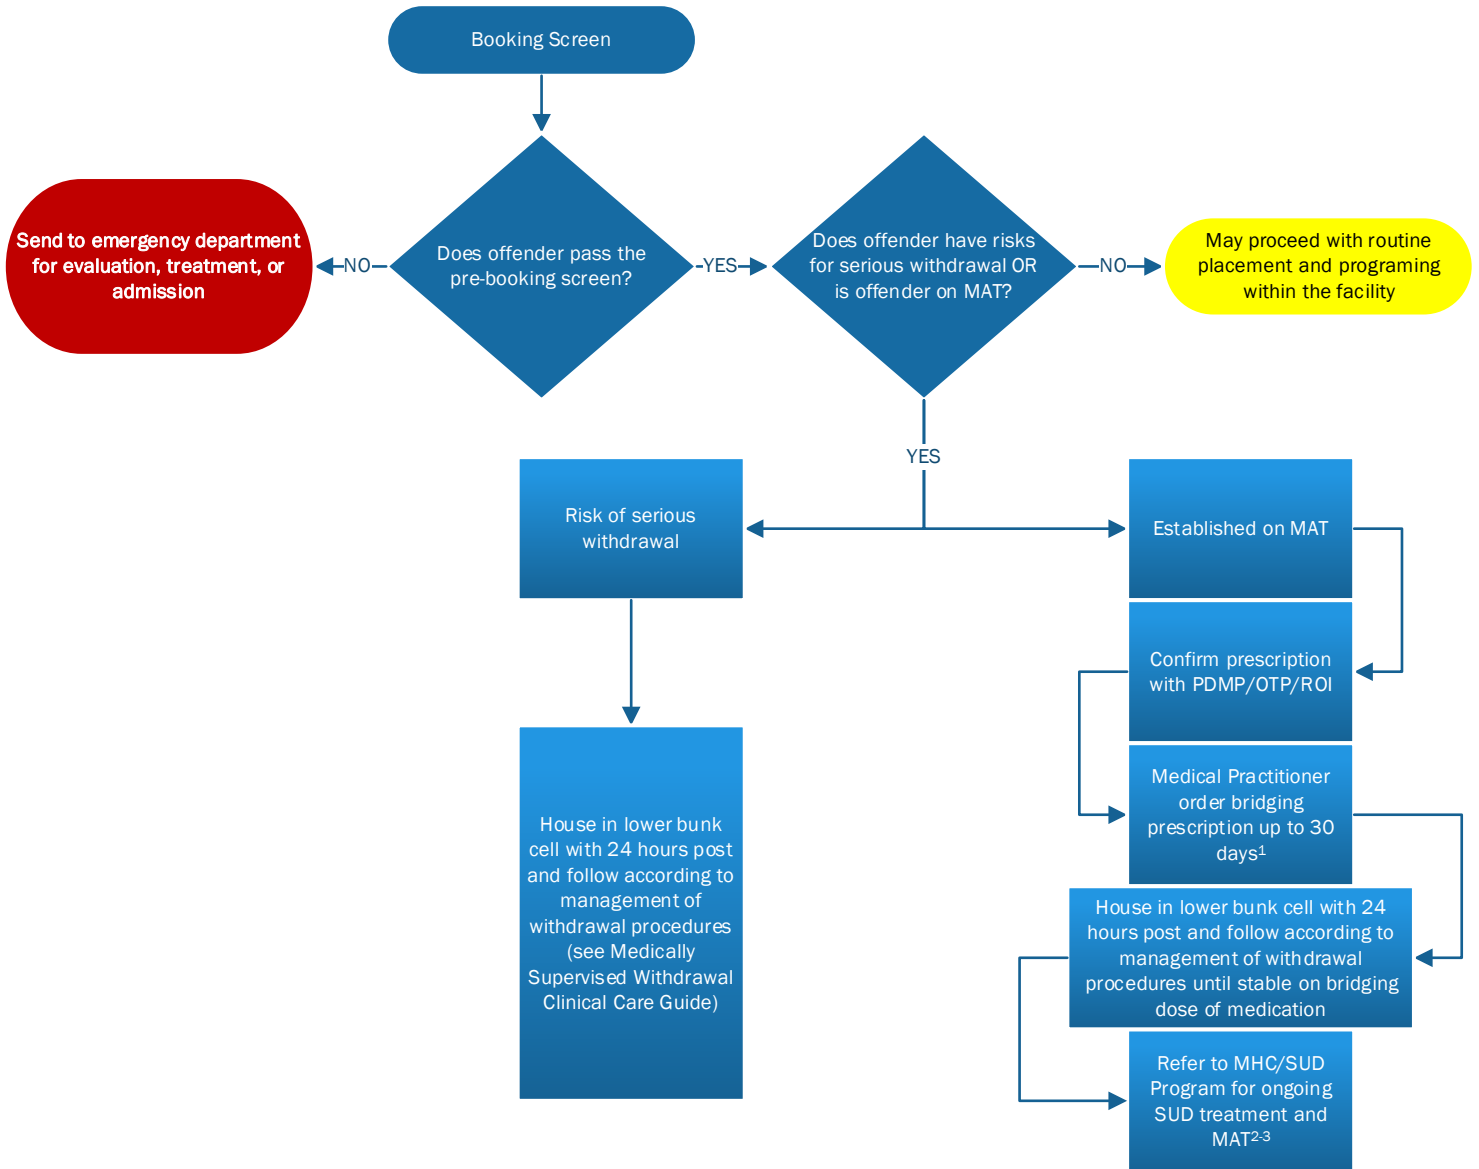 Booking Screen
Send to emergency department
for evaluation, treatment, or
admission
NO
Does offender pass the
pre-booking screen?
YES
Does offender have risks
for serious withdrawal OR
is offender on MAT?
NO
May proceed with routine
placement and programing
within the facility
YES
Risk of serious
withdrawal
House in lower bunk
cell with 24 hours post
and follow according to
management of
withdrawal procedures
(see Medically
Supervised Withdrawal
Clinical Care Guide)
Established on MAT
Confirm prescription
with PDMP/OTP/ROI
Medical Practitioner
order bridging
prescription up to 30
days¹
House in lower bunk cell with 24
hours post and follow according to
management of withdrawal
procedures until stable on bridging
dose of medication
Refer to MHC/SUD
Program for ongoing
SUD treatment and
MAT²⁻³